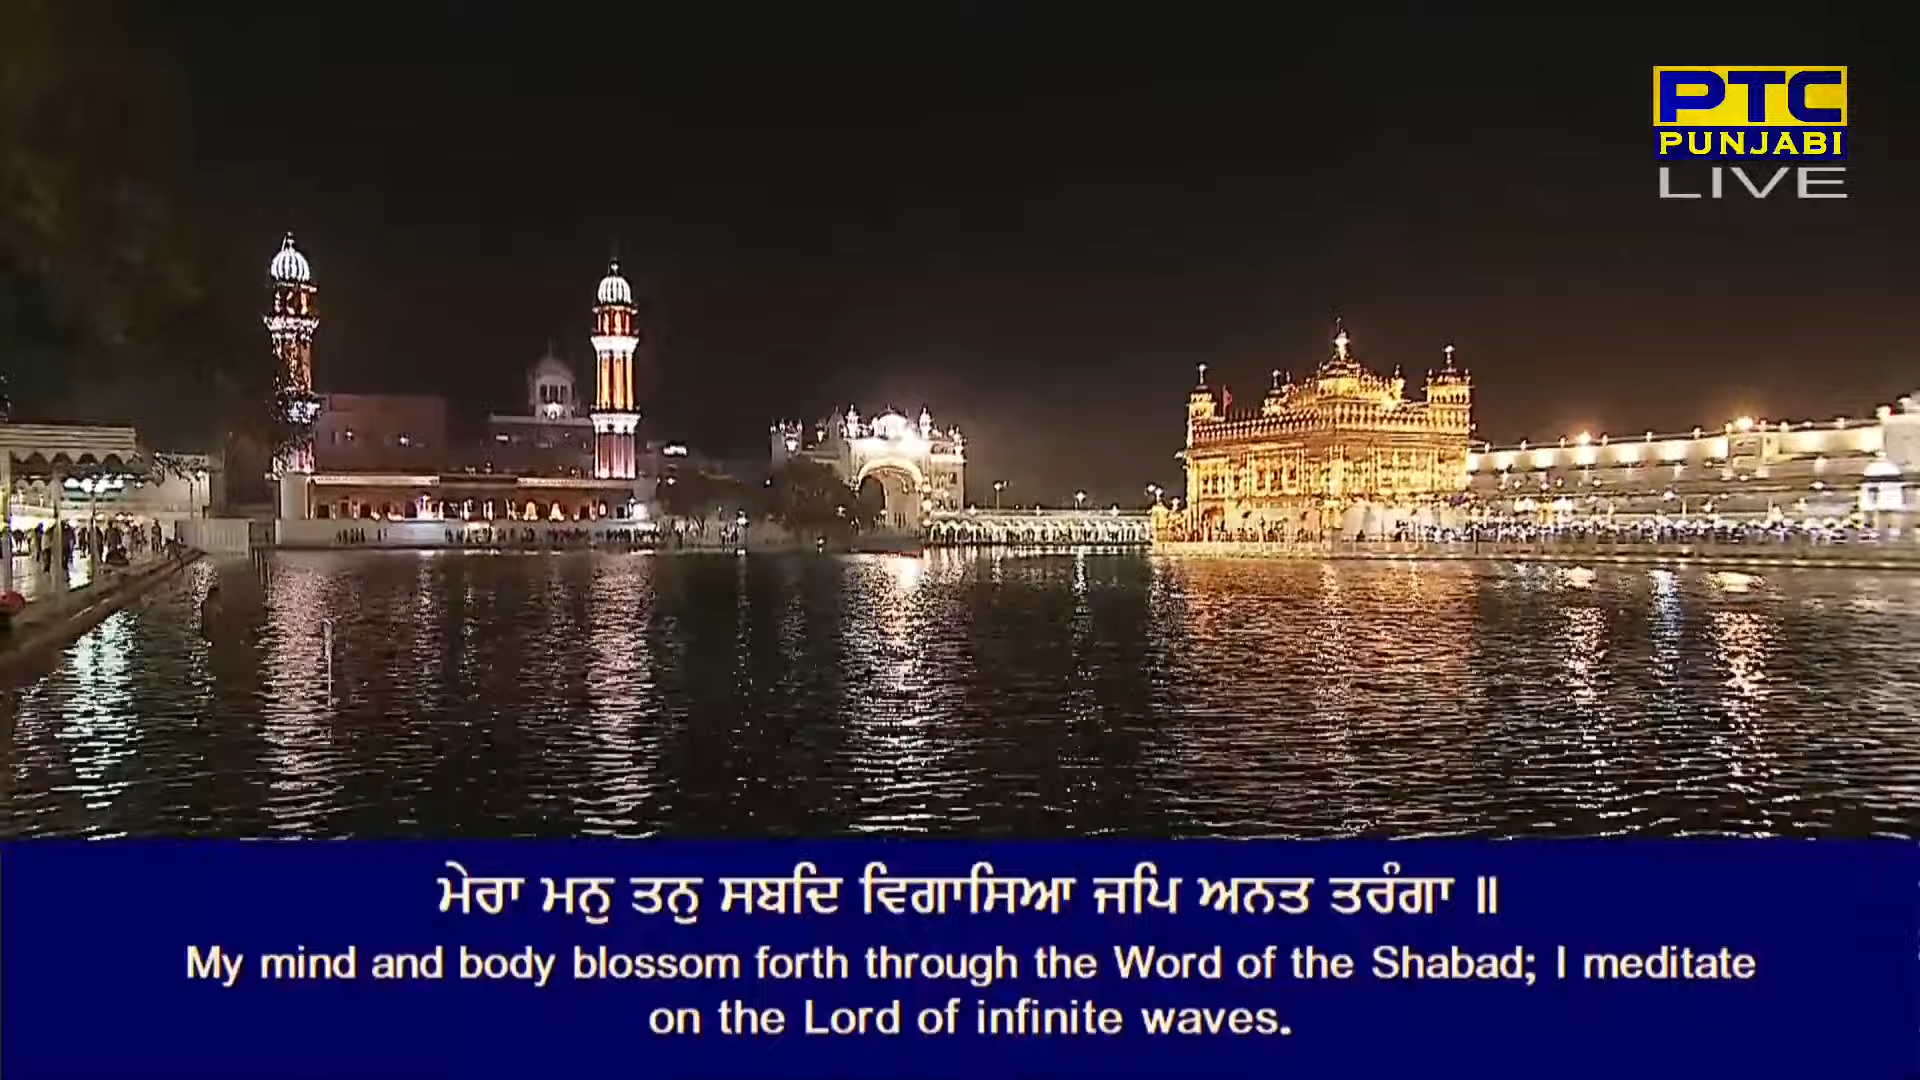 PTC
PUNJABI
LIVE
ਮੇਰਾ ਮਨੁ ਤਨੁ ਸਬਦਿ ਵਿਗਾਸਿਆ ਜਪਿ ਅਨਤ ਤਰੰਗਾ ॥
My mind and body blossom forth through the Word of the Shabad; I meditate
on the Lord of infinite waves.